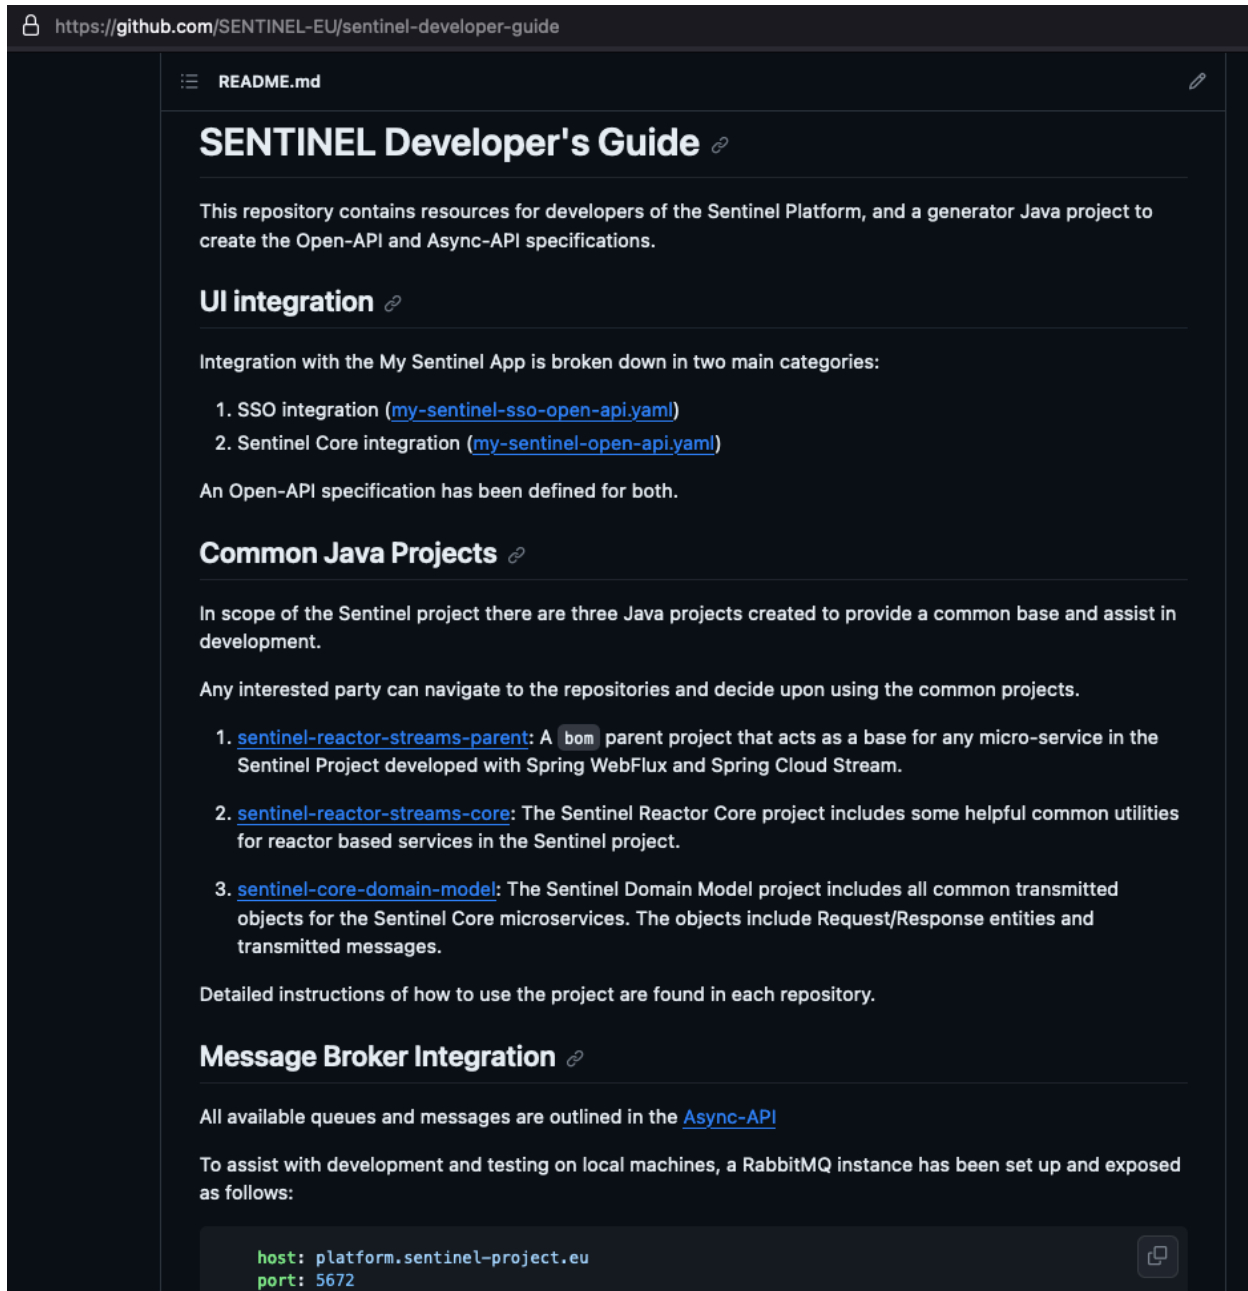 https://github.com/SENTINEL-EU/sentinel-developer-guide
README.md
SENTINEL Developer's Guide
This repository contains resources for developers of the Sentinel Platform, and a generator Java project to
create the Open-API and Async-API specifications.
UI integration
Integration with the My Sentinel App is broken down in two main categories:
1. SSO integration (my-sentinel-sso-open-api.yaml)
2. Sentinel Core integration (my-sentinel-open-api.yaml)
An Open-API specification has been defined for both.
Common Java Projects
In scope of the Sentinel project there are three Java projects created to provide a common base and assist in
development.
Any interested party can navigate to the repositories and decide upon using the common projects.
1. sentinel-reactor-streams-parent: A bom parent project that acts as a base for any micro-service in the
Sentinel Project developed with Spring WebFlux and Spring Cloud Stream.
2. sentinel-reactor-streams-core: The Sentinel Reactor Core project includes some helpful common utilities
for reactor based services in the Sentinel project.
3. sentinel-core-domain-model: The Sentinel Domain Model project includes all common transmitted
objects for the Sentinel Core microservices. The objects include Request/Response entities and
transmitted messages.
Detailed instructions of how to use the project are found in each repository.
Message Broker Integration
All available queues and messages are outlined in the Async-API
To assist with development and testing on local machines, a RabbitMQ instance has been set up and exposed
as follows:
host: platform.sentinel-project.eu
port: 5672